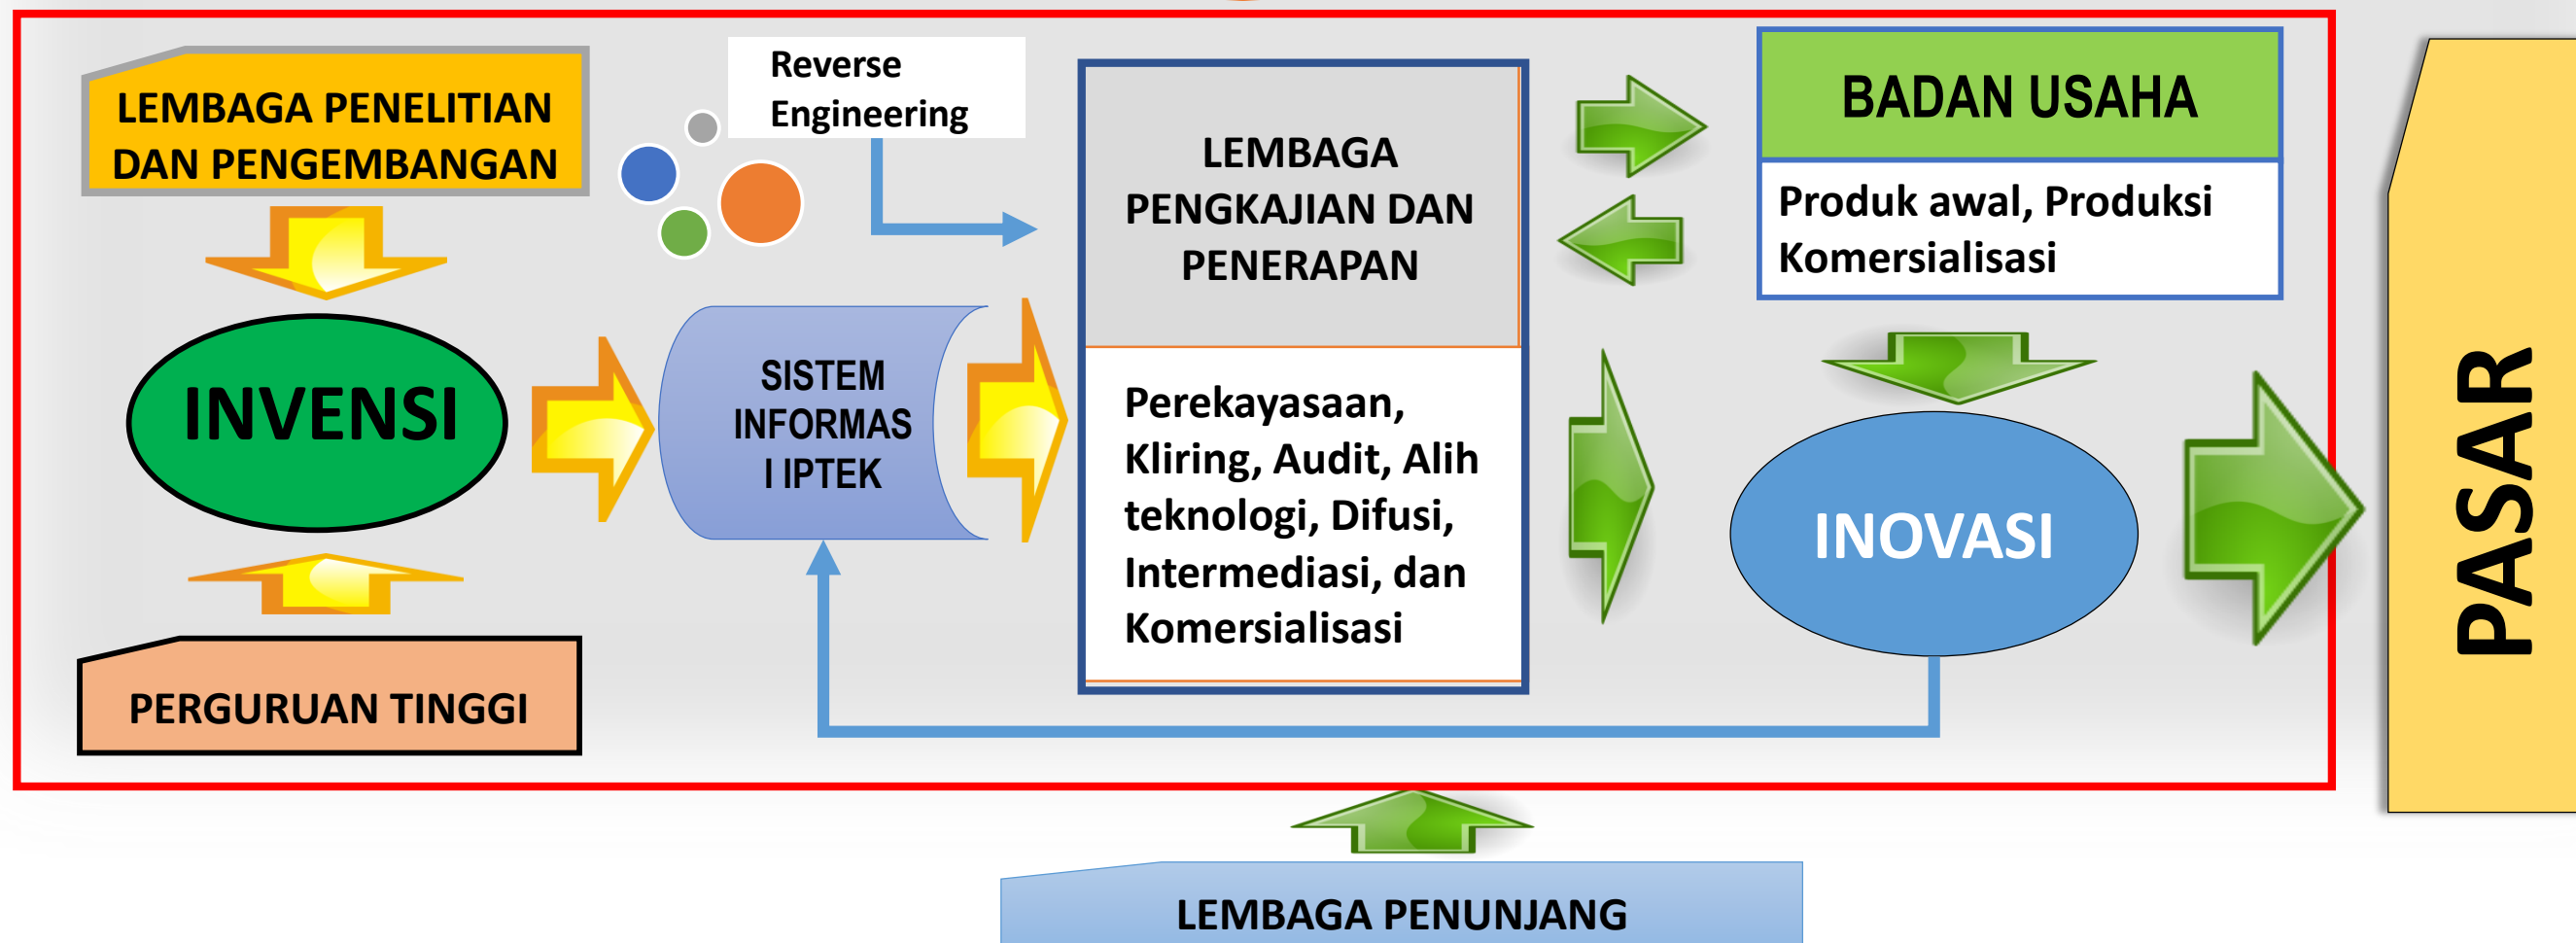 LEMBAGA PENELITIAN
DAN PENGEMBANGAN
INVENSI
PERGURUAN TINGGI
Reverse
Engineering
SISTEM
INFORMAS
I IPTEK
LEMBAGA
PENGKAJIAN DAN
PENERAPAN
Perekayasaan,
Kliring, Audit, Alih
teknologi, Difusi,
Intermediasi, dan
Komersialisasi
BADAN USAHA
Produk awal, Produksi
Komersialisasi
INOVASI
PASAR
LEMBAGA PENUNJANG